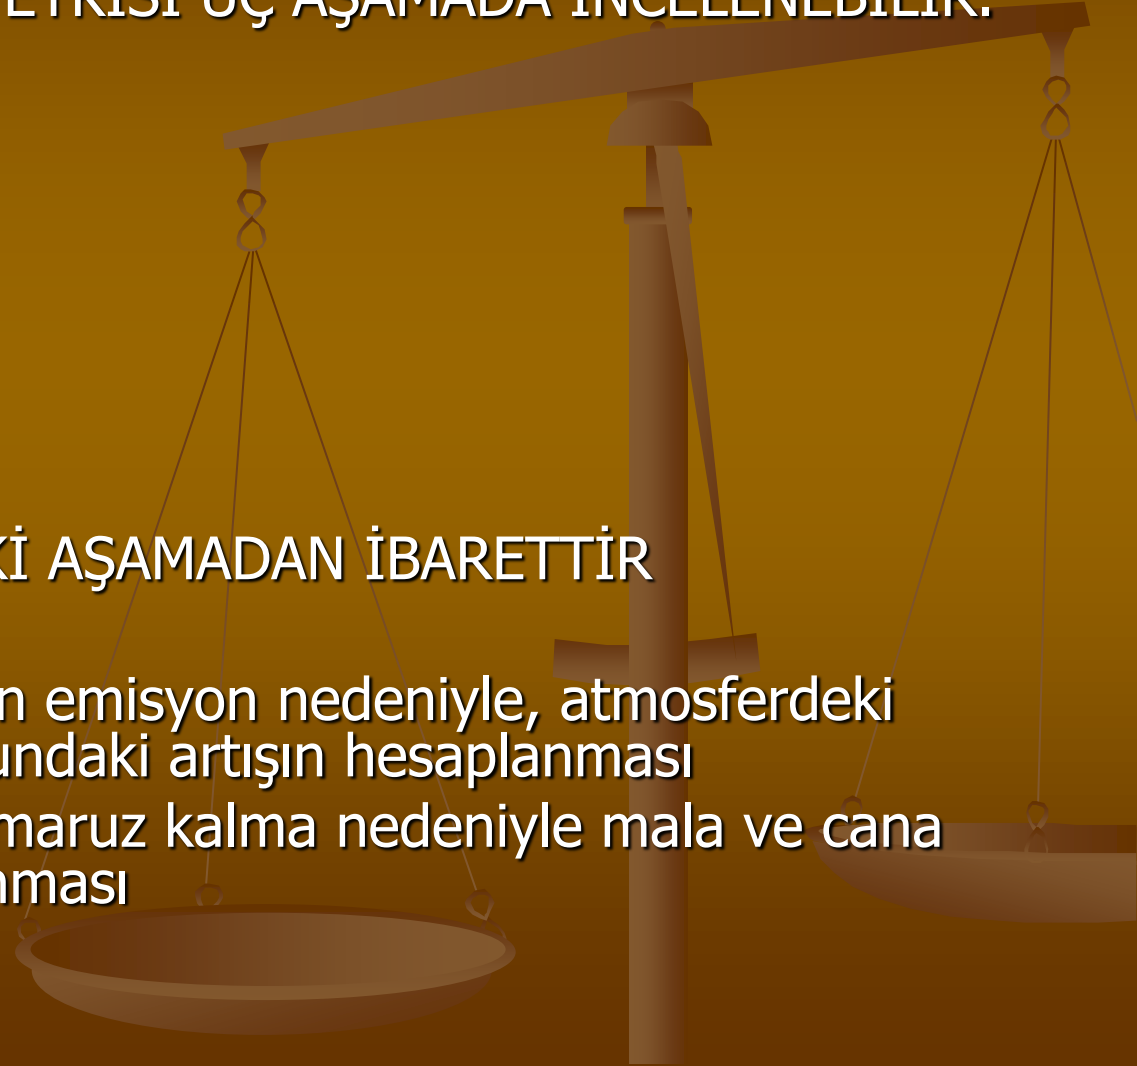 ETKİSİ ÜÇ AŞAMADA İNCELENEBİLİR.
Kİ AŞAMADAN İBARETTİR
n emisyon nedeniyle, atmosferdeki
undaki artışın hesaplanması
maruz kalma nedeniyle mala ve cana
nması